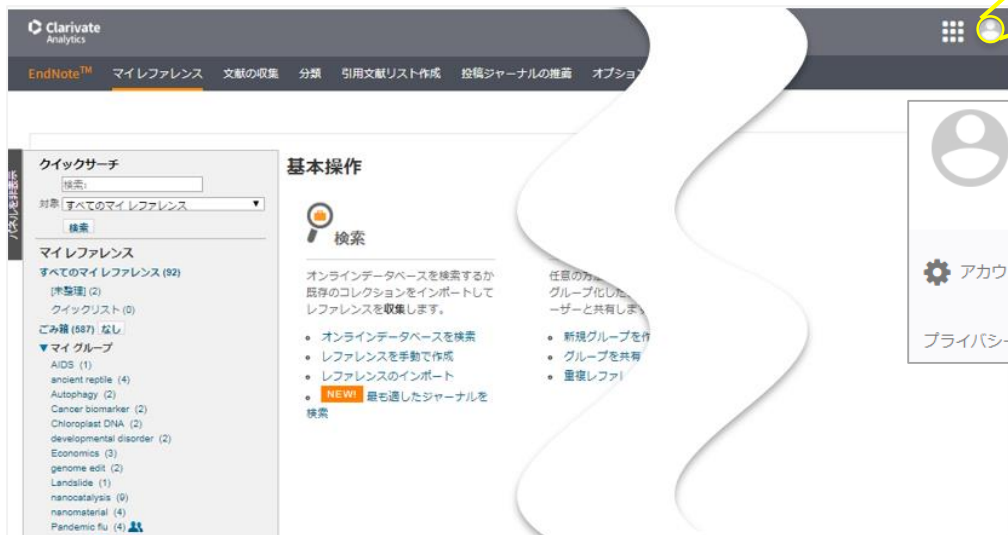 Clarivate
Analytics
EndNote™ マイレファレンス 文献の収集 分類 引用文献リスト作成 投稿ジャーナルの推薦 オプション
パネルを非表示
クイックサーチ
検索:
対象 すべてのマイ レファレンス
検索
マイ レファレンス
すべてのマイ レファレンス (92)
[未整理] (2)
クイックリスト (0)
ごみ箱 (587) なし
▼マイ グループ
AIDS (1)
ancient reptile (4)
Autophagy (2)
Cancer biomarker (2)
Chloroplast DNA (2)
developmental disorder (2)
Economics (3)
genome edit (2)
Landslide (1)
nanocatalysis (9)
nanomaterial (4)
Pandemic flu (4)
基本操作
検索
オンラインデータベースを検索するか
既存のコレクションをインポートして
レファレンスを収集します。
• オンラインデータベースを検索
• レファレンスを手動で作成
• レファレンスのインポート
• NEW! 最も適したジャーナルを
検索
任意の方
グループ化した
ーザーと共有しま
• 新規グループを作
• グループを共有
• 重複レファ
アカウ
プライバシー